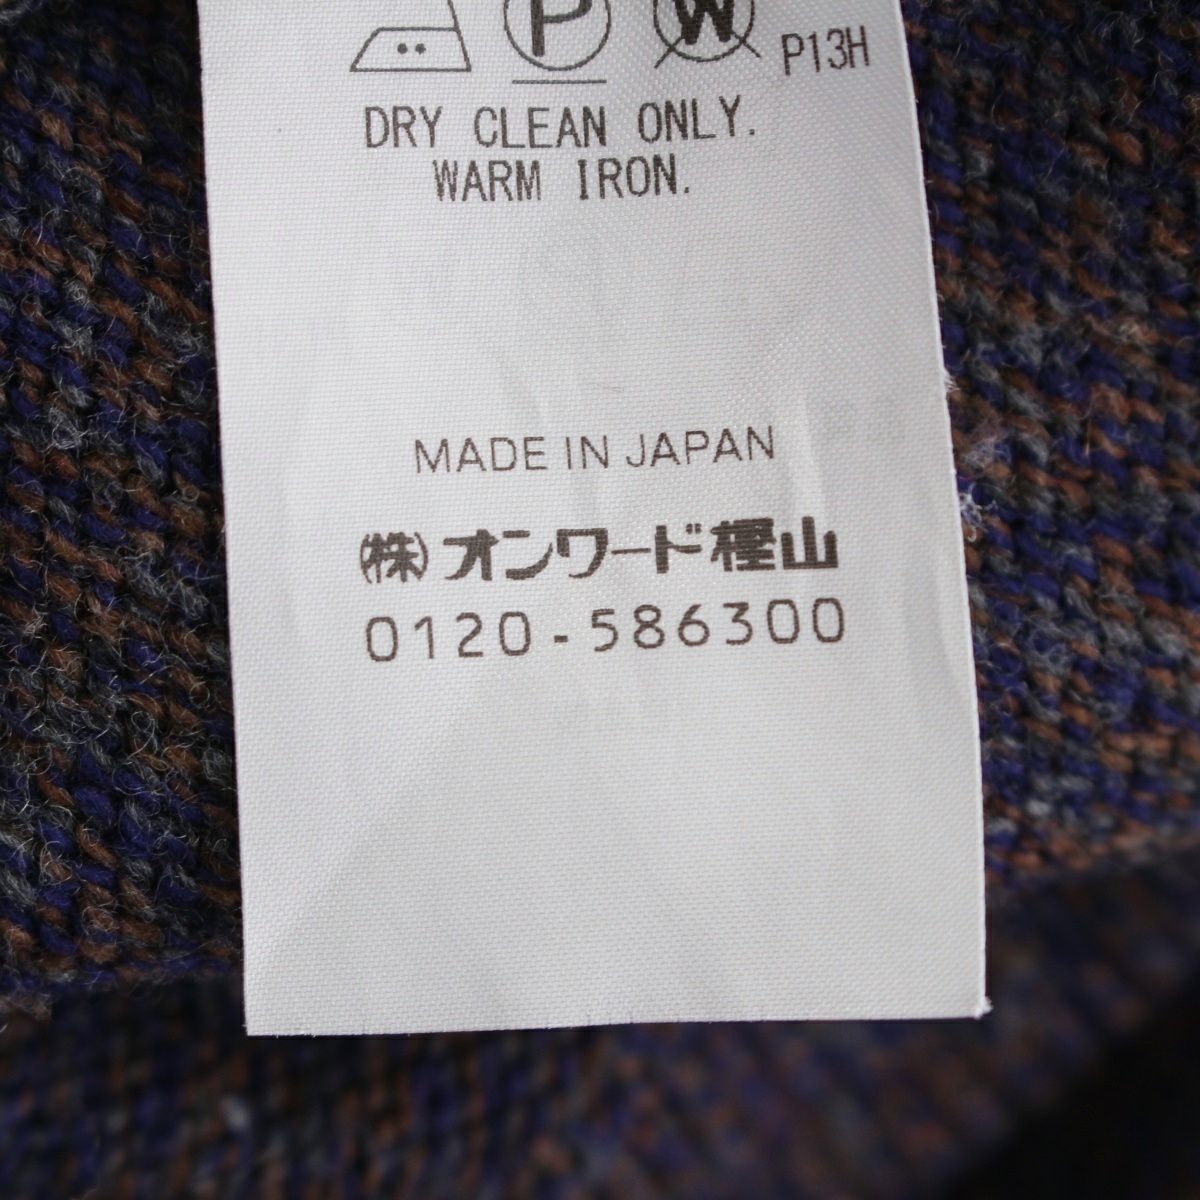 P W P13H
DRY CLEAN ONLY.
WARM IRON.
MADE IN JAPAN
(株)オンワード樫山
0120-586300